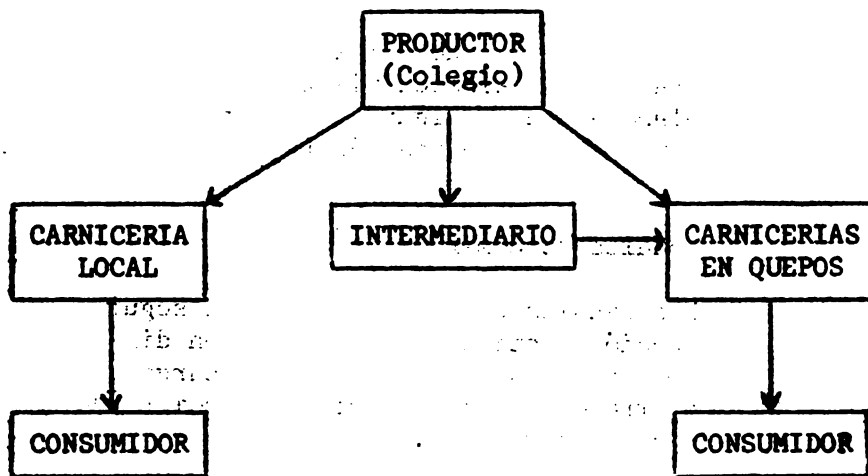 PRODUCTOR
(Colegio)
CARNICERIA
LOCAL
INTERMEDIARIO
CARNICERIAS
EN QUEPOS
CONSUMIDOR
CONSUMIDOR